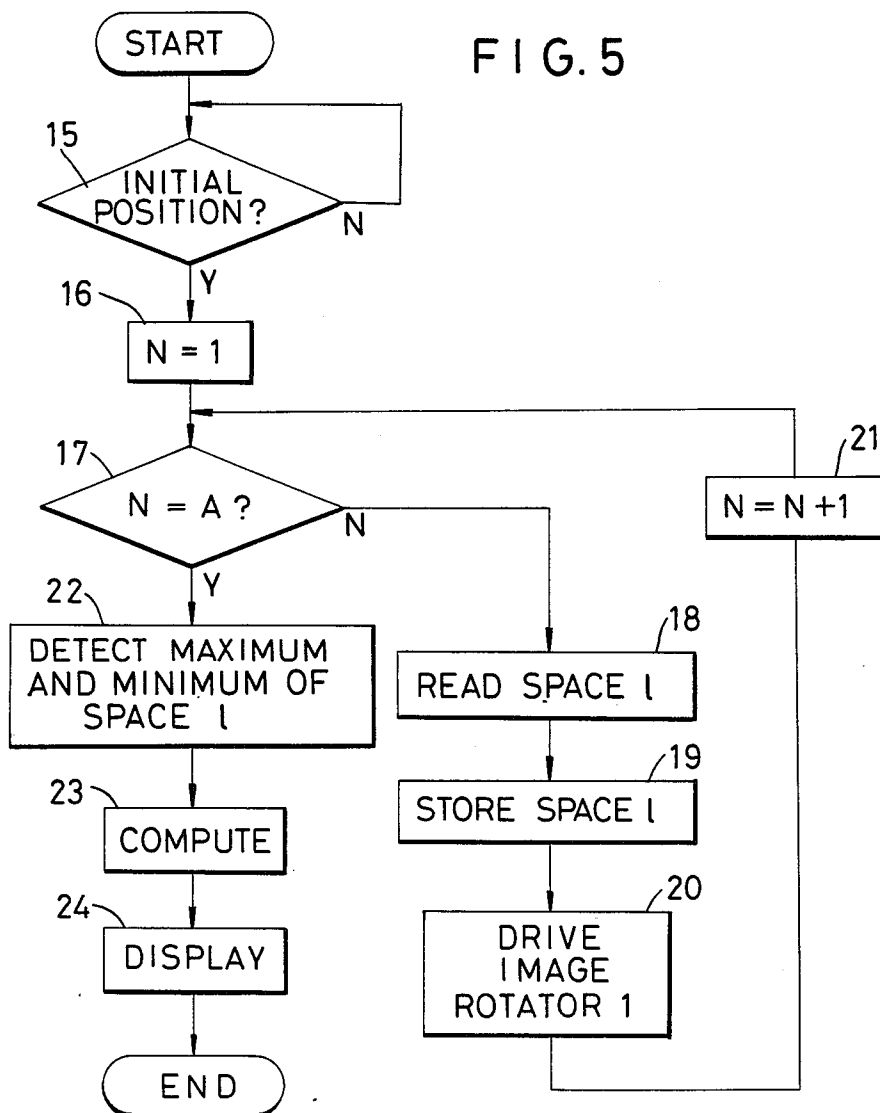 START
FIG. 5
15
INITIAL
POSITION?
N
Y
16
N = 1
17
N = A ?
N
Y
21
N = N + 1
22
DETECT MAXIMUM
AND MINIMUM OF
SPACE l
18
READ SPACE l
19
STORE SPACE l
23
COMPUTE
20
DRIVE
IMAGE
ROTATOR 1
24
DISPLAY
END